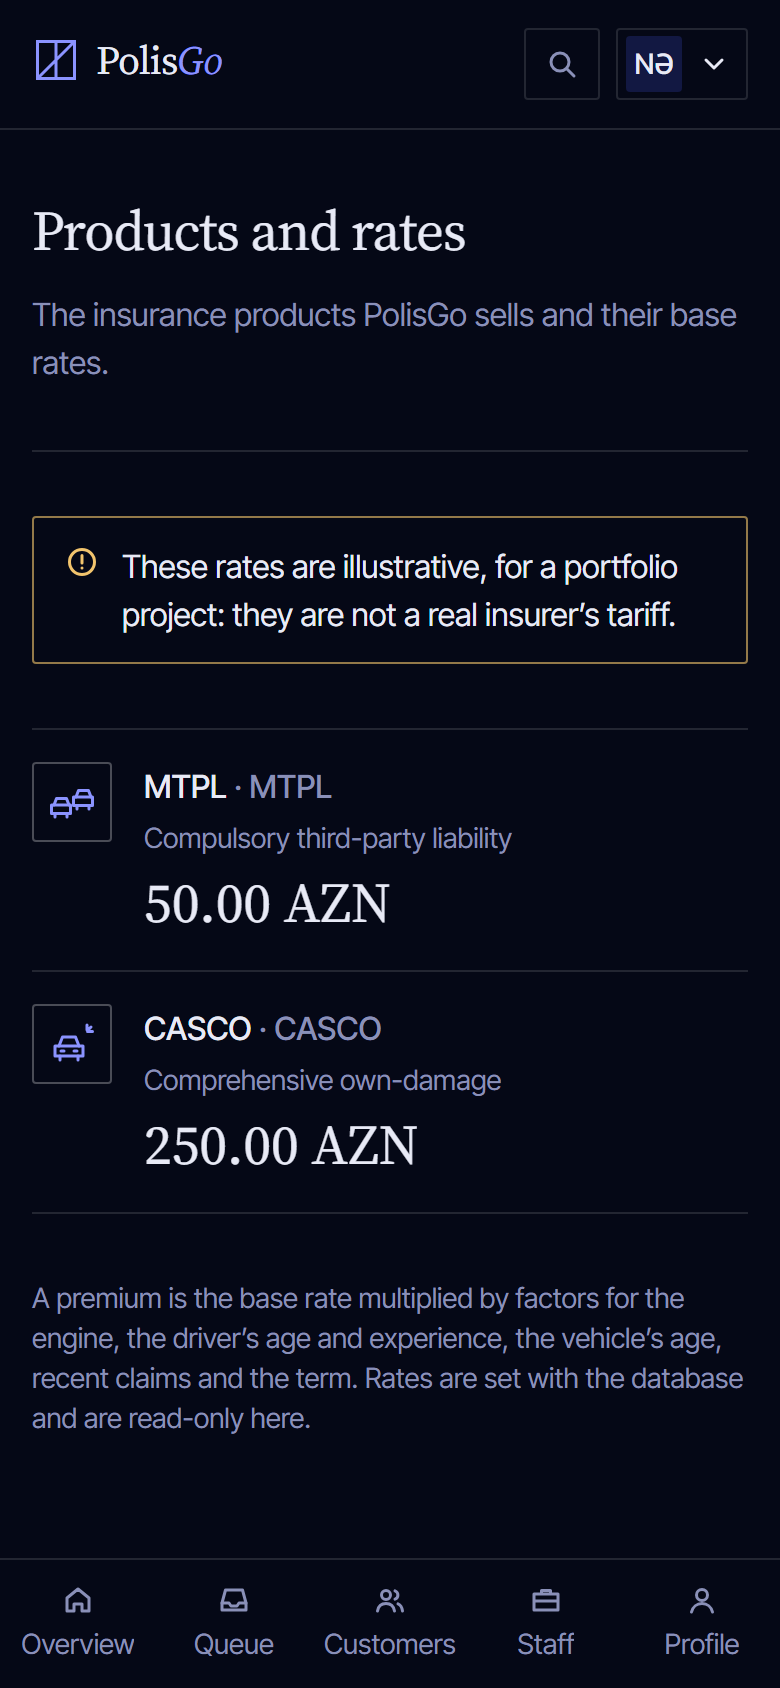 PolisGo
NƏ
Products and rates
The insurance products PolisGo sells and their base
rates.
These rates are illustrative, for a portfolio
project: they are not a real insurer’s tariff.
MTPL · MTPL
Compulsory third-party liability
50.00 AZN
CASCO · CASCO
Comprehensive own-damage
250.00 AZN
A premium is the base rate multiplied by factors for the
engine, the driver’s age and experience, the vehicle’s age,
recent claims and the term. Rates are set with the database
and are read-only here.
Overview Queue Customers Staff Profile